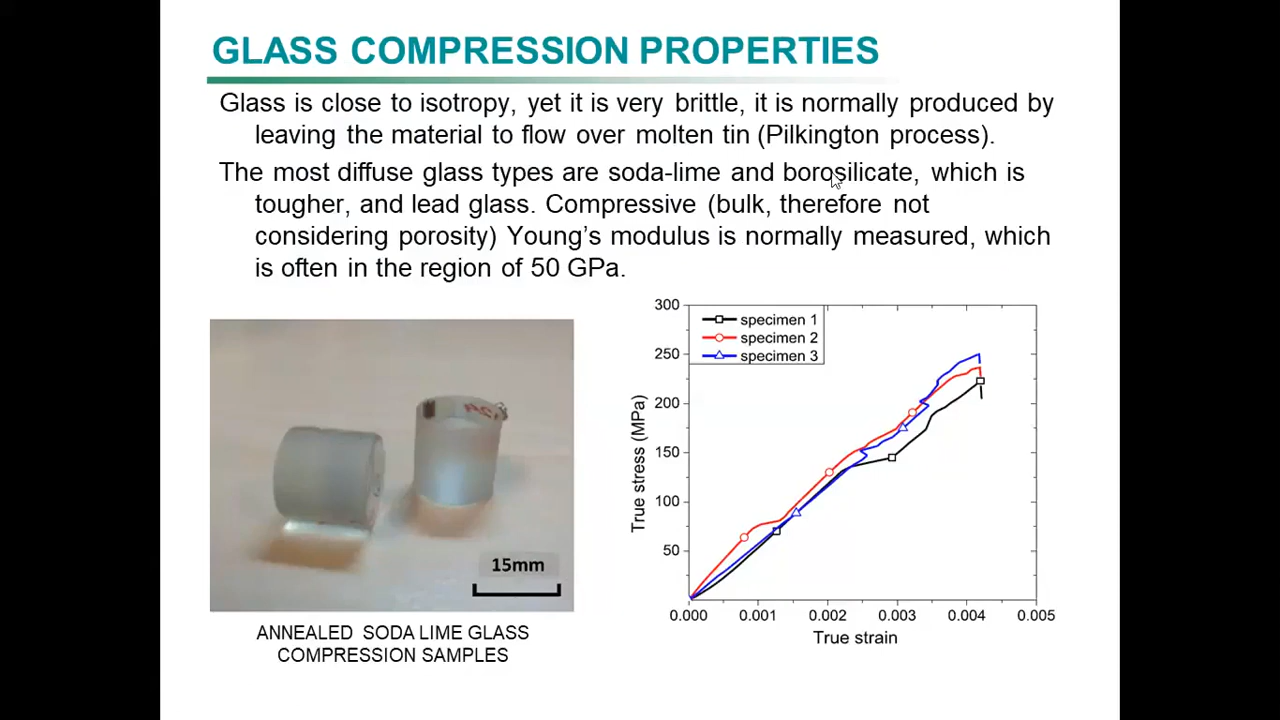 GLASS COMPRESSION PROPERTIES
Glass is close to isotropy, yet it is very brittle, it is normally produced by
leaving the material to flow over molten tin (Pilkington process).
The most diffuse glass types are soda-lime and borosilicate, which is
tougher, and lead glass. Compressive (bulk, therefore not
considering porosity) Young's modulus is normally measured, which
is often in the region of 50 GPa.
15mm
ANNEALED SODA LIME GLASS
COMPRESSION SAMPLES
specimen 1
specimen 2
specimen 3
True stress (MPa)
300
250
200
150
100
50
0.000 0.001 0.002 0.003 0.004 0.005
True strain